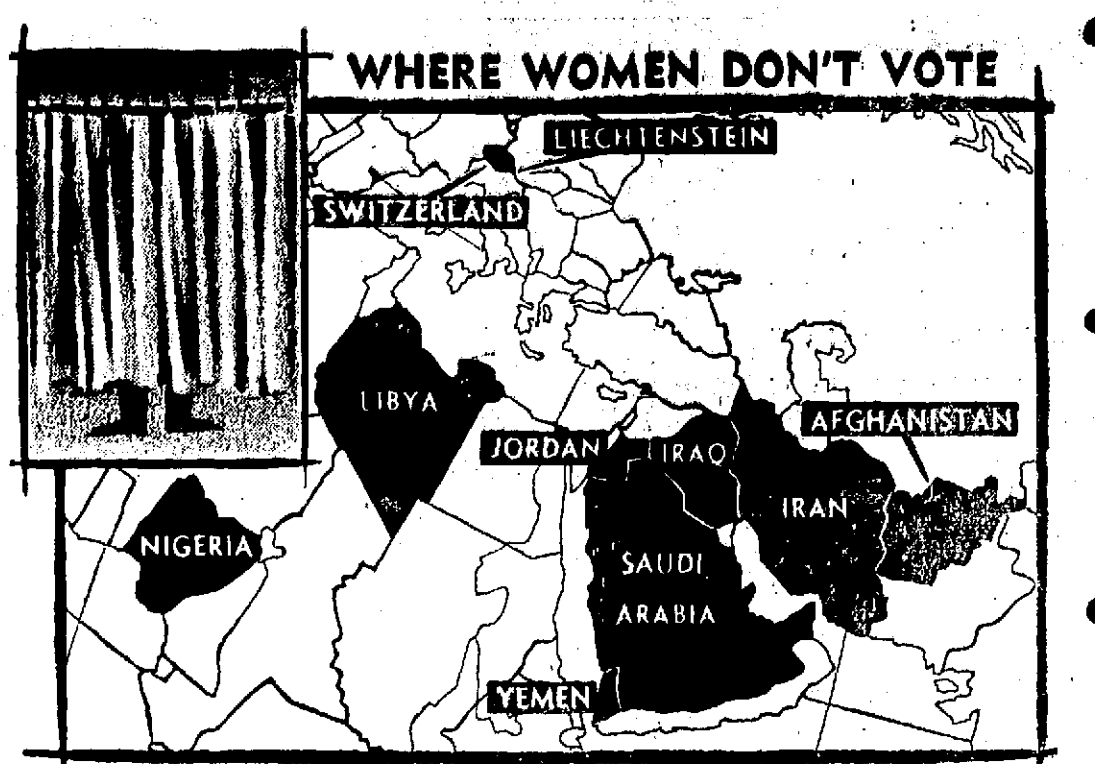 WHERE WOMEN DON'T VOTE
LIECHTENSTEIN
SWITZERLAND
LIBYA
AFGHANISTAN
JORDAN
IRAQ
IRAN
NIGERIA
SAUDI
ARABIA
YEMEN